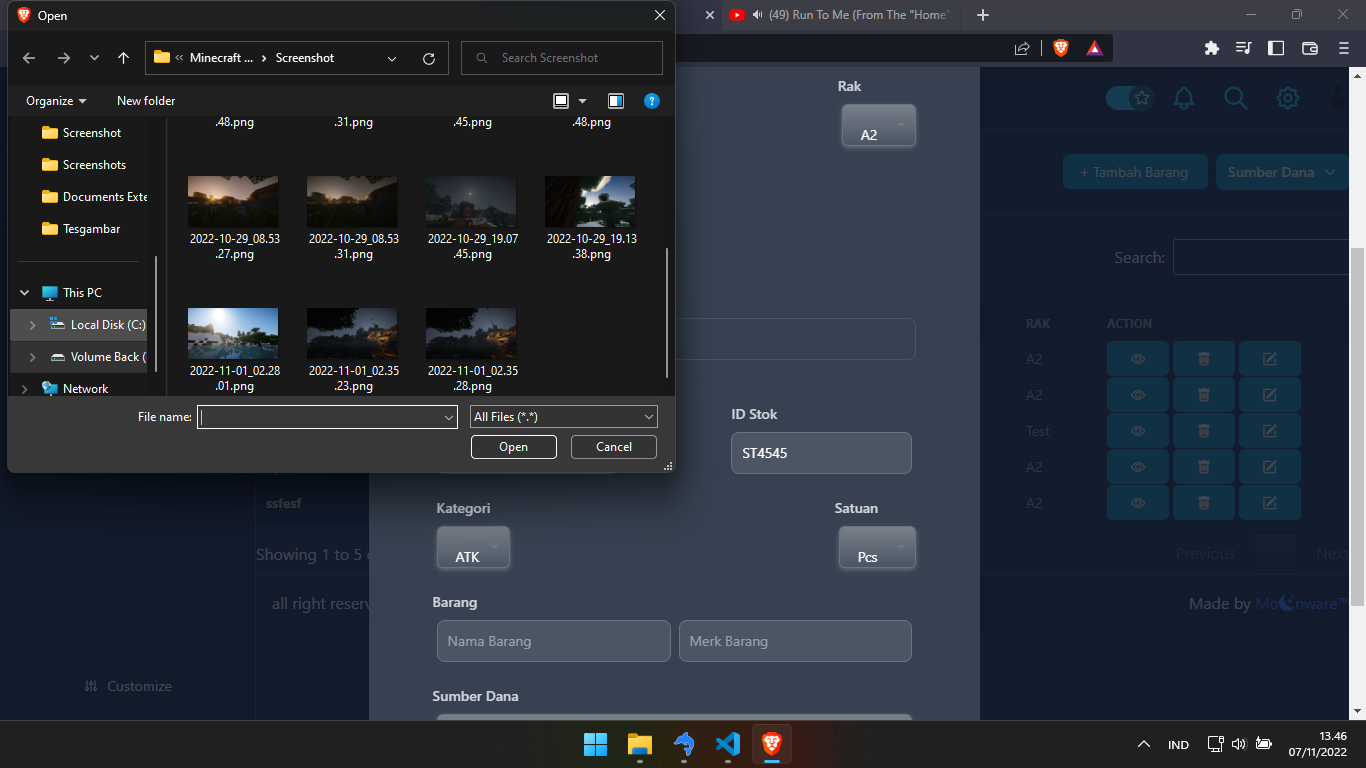 Open
(49) Run To Me (From The "Home"
Minecraft ... > Screenshot
Search Screenshot
Organize
New folder
Screenshot
Screenshots
Documents Exte
Tesgambar
This PC
Local Disk (C:)
Volume Back (
Network
.48.png
.31.png
.45.png
.48.png
2022-10-29_08.53
.27.png
2022-10-29_08.53
.31.png
2022-10-29_19.07
.45.png
2022-10-29_19.13
.38.png
2022-11-01_02.28
.01.png
2022-11-01_02.35
.23.png
2022-11-01_02.35
.28.png
File name:
All Files (*.*)
Open
Cancel
Rak
A2
+ Tambah Barang
Sumber Dana
Search:
RAK
ACTION
A2
A2
Test
A2
A2
ID Stok
ST4545
ssfesf
Kategori
Satuan
ATK
Pcs
Showing 1 to 5
Previous
Next
Barang
all right reserv
Made by Moonware™
Nama Barang
Merk Barang
Customize
Sumber Dana
IND
13.46
07/11/2022